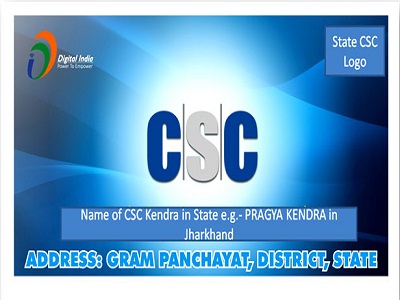 Digital India
Power To Empower
State CSC
Logo
CSC
Name of CSC Kendra in State e.g.- PRAGYA KENDRA in
Jharkhand
ADDRESS: GRAM PANCHAYAT, DISTRICT, STATE